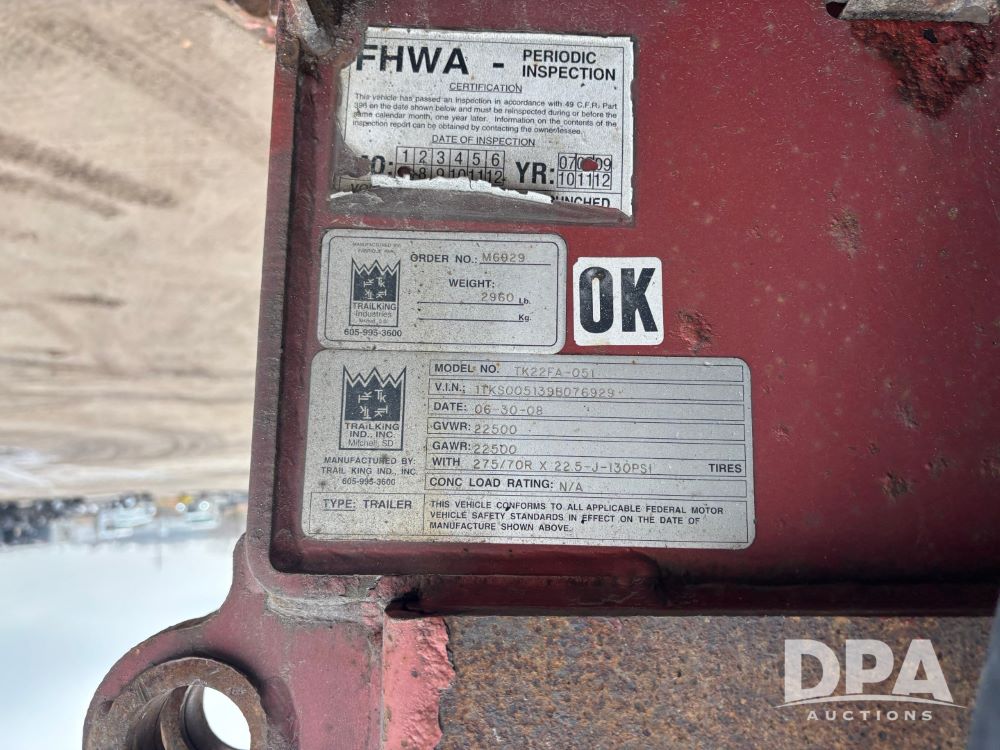 FHWA - PERIODIC INSPECTION
CERTIFICATION
This vehicle has passed an inspection in accordance with 49 C.F.R. Part
396 on the date shown below and must be reinspected during or before the
same calendar month, one year later. Information on the contents of the
inspection report can be obtained by contacting the owner/lessee.
DATE OF INSPECTION
1 2 3 4 5 6 YR: 07 09
8 9 10 11 12 10 11 12
PUNCHED
MANUFACTURED BY:
TRAILKING
Industries
605-995-3600
ORDER NO.: M6029
WEIGHT:
2960 Lb.
Kg.
OK
TRAILKING
IND., INC.
Mitchell, SD
MANUFACTURED BY:
TRAIL KING IND., INC.
605-995-3600
TYPE: TRAILER
MODEL NO. TK22FA-051
V.I.N.: 1TKS005139B076929
DATE: 06-30-08
GVWR: 22500
GAWR: 22500
WITH 275/70R X 22.5-J-130PSI TIRES
CONC LOAD RATING: N/A
THIS VEHICLE CONFORMS TO ALL APPLICABLE FEDERAL MOTOR
VEHICLE SAFETY STANDARDS IN EFFECT ON THE DATE OF
MANUFACTURE SHOWN ABOVE.
DPA
AUCTIONS